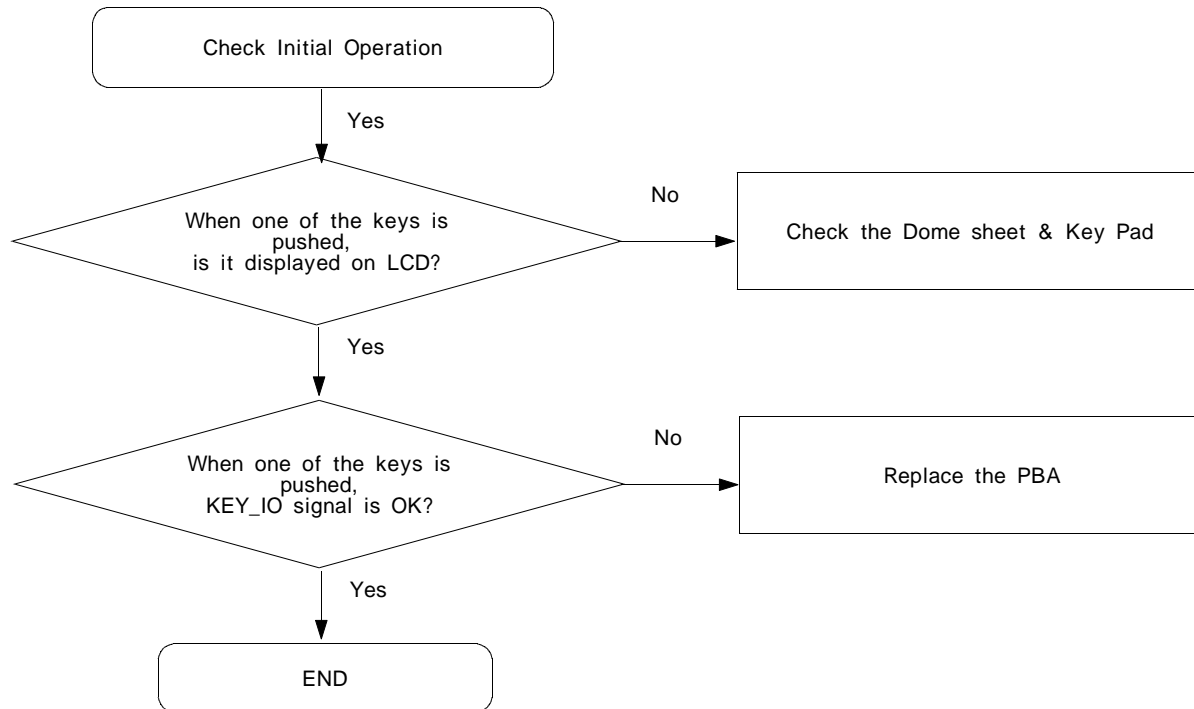 Check Initial Operation
Yes
When one of the keys is
pushed,
is it displayed on LCD?
No
Check the Dome sheet & Key Pad
Yes
When one of the keys is
pushed,
KEY_IO signal is OK?
No
Replace the PBA
Yes
END